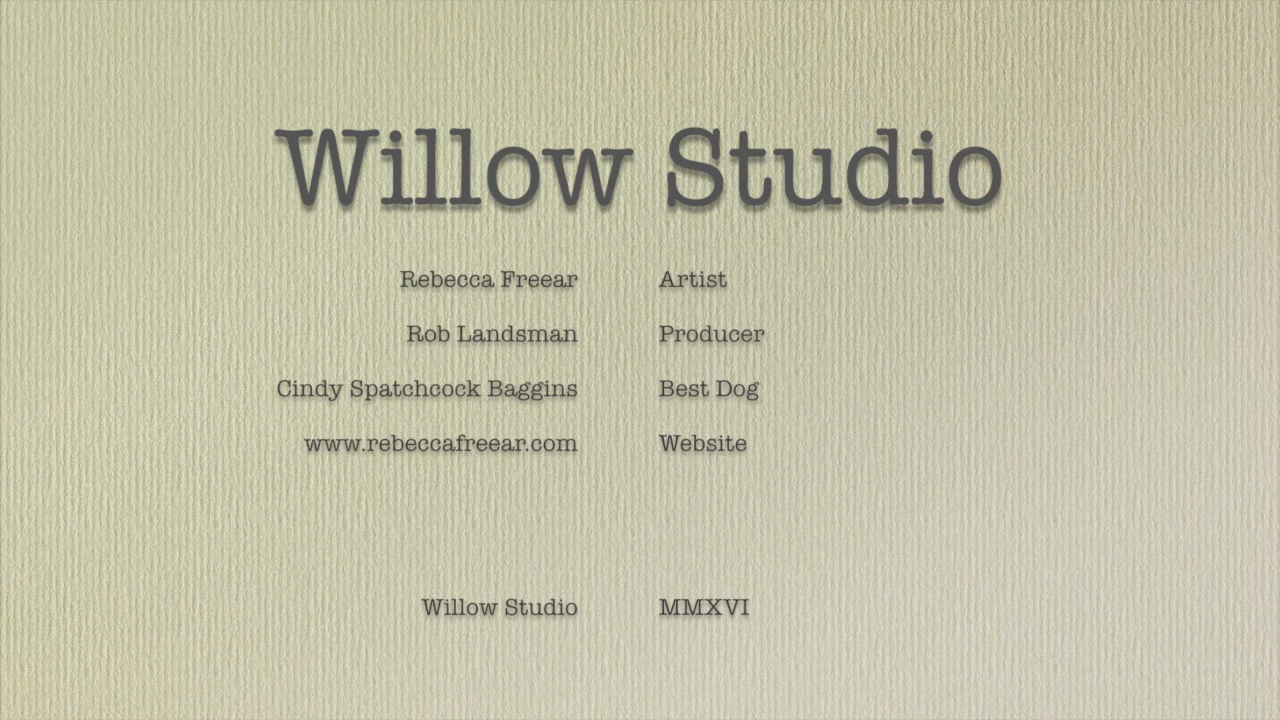 Willow Studio
Rebecca Freear Artist
Rob Landsman Producer
Cindy Spatchcock Baggins Best Dog
www.rebeccafreear.com Website
Willow Studio MMXVI